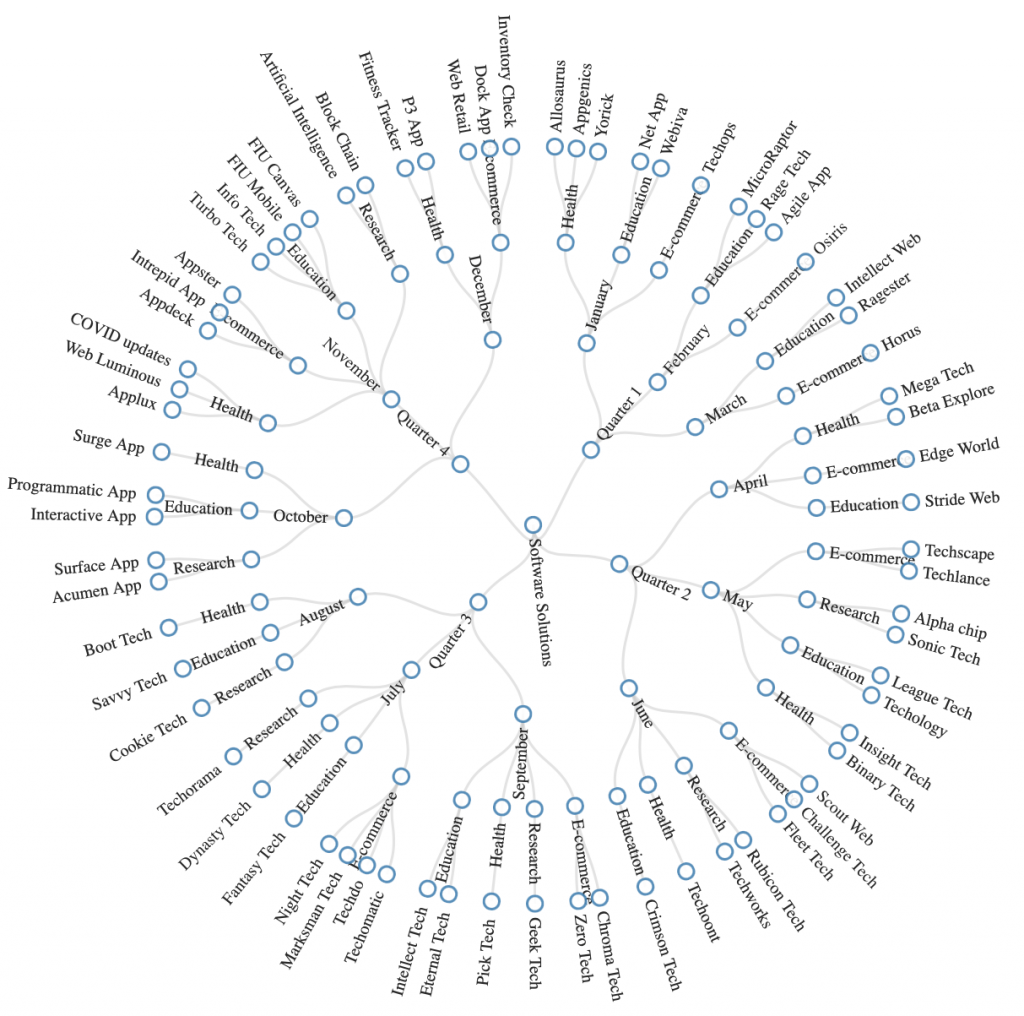 Software Solutions
Quarter 1
January
Health
Allosaurus
Appgenics
Yorick
Education
Net App
Webiva
E-commerce
Techops
February
Education
MicroRaptor
Rage Tech
Agile App
E-commerce
Osiris
March
Education
Intellect Web
Ragester
E-commerce
Horus
Quarter 2
April
Health
Mega Tech
Beta Explore
E-commerce
Edge World
Education
Stride Web
May
E-commerce
Techscape
Techlance
Research
Alpha chip
Sonic Tech
Education
League Tech
Techology
Health
Insight Tech
Binary Tech
June
E-commerce
Scout Web
Challenge Tech
Fleet Tech
Research
Rubicon Tech
Techworks
Health
Techoont
Education
Crimson Tech
Quarter 3
September
E-commerce
Chroma Tech
Zero Tech
Research
Geek Tech
Health
Pick Tech
Education
Eternal Tech
Intellect Tech
July
E-commerce
Techomatic
Techdo
Marksman Tech
Night Tech
Education
Fantasy Tech
Health
Dynasty Tech
Research
Techorama
August
Research
Cookie Tech
Education
Savvy Tech
Health
Boot Tech
Quarter 4
October
Research
Acumen App
Surface App
Education
Interactive App
Programmatic App
Health
Surge App
November
Health
Applux
Web Luminous
COVID updates
E-commerce
Appdeck
Intrepid App
Appster
Education
Turbo Tech
Info Tech
FIU Mobile
FIU Canvas
Research
Artificial Intelligence
Block Chain
December
Health
Fitness Tracker
P3 App
E-commerce
Web Retail
Dock App
Inventory Check